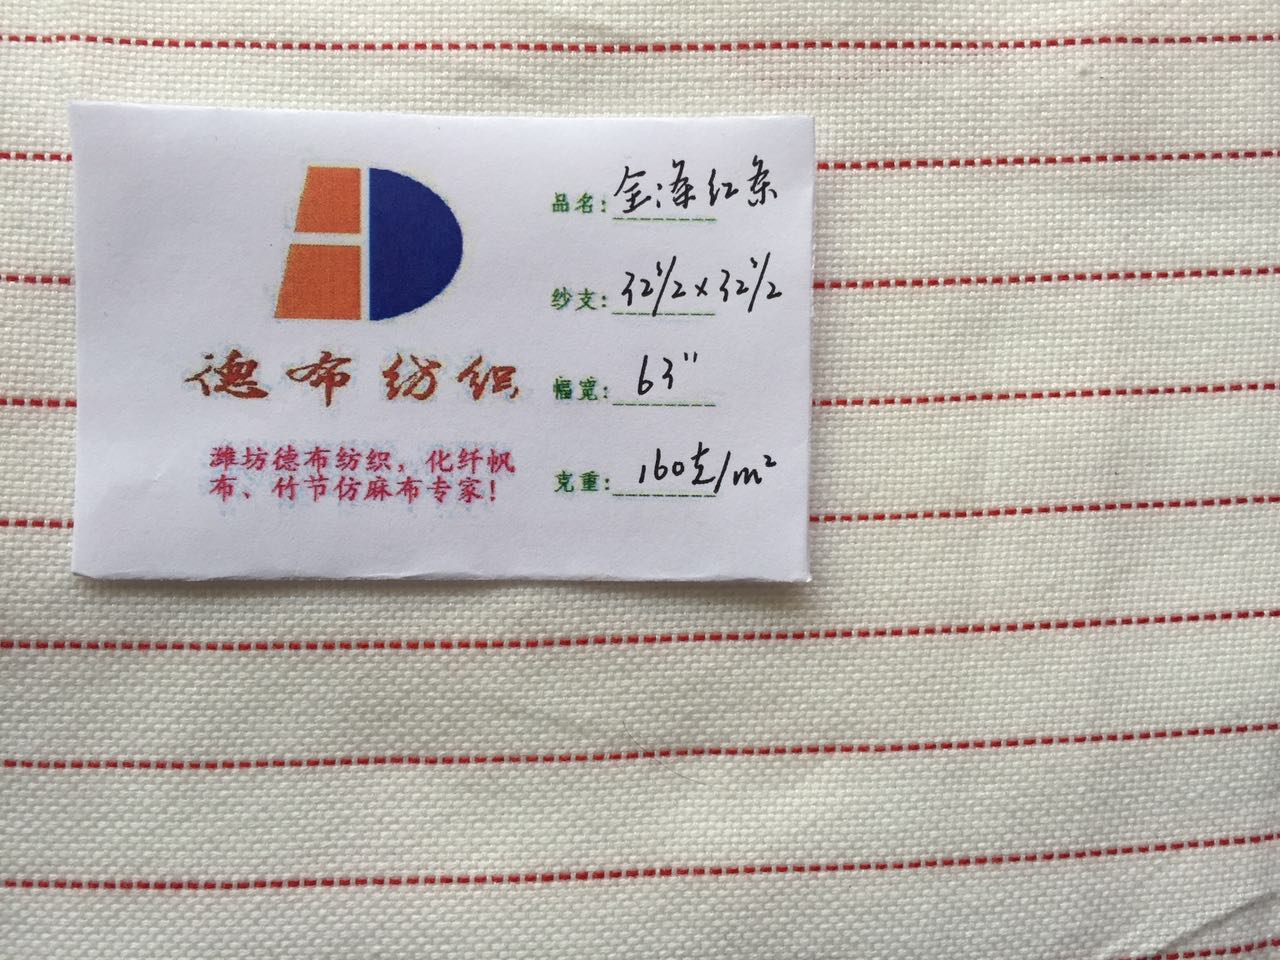 德布纺织
潍坊德布纺织，化纤帆
布、竹节仿麻布专家！
品名：全涤红条
纱支：32ˢ/2×32ˢ/2
幅宽：63"
克重：160克/m²